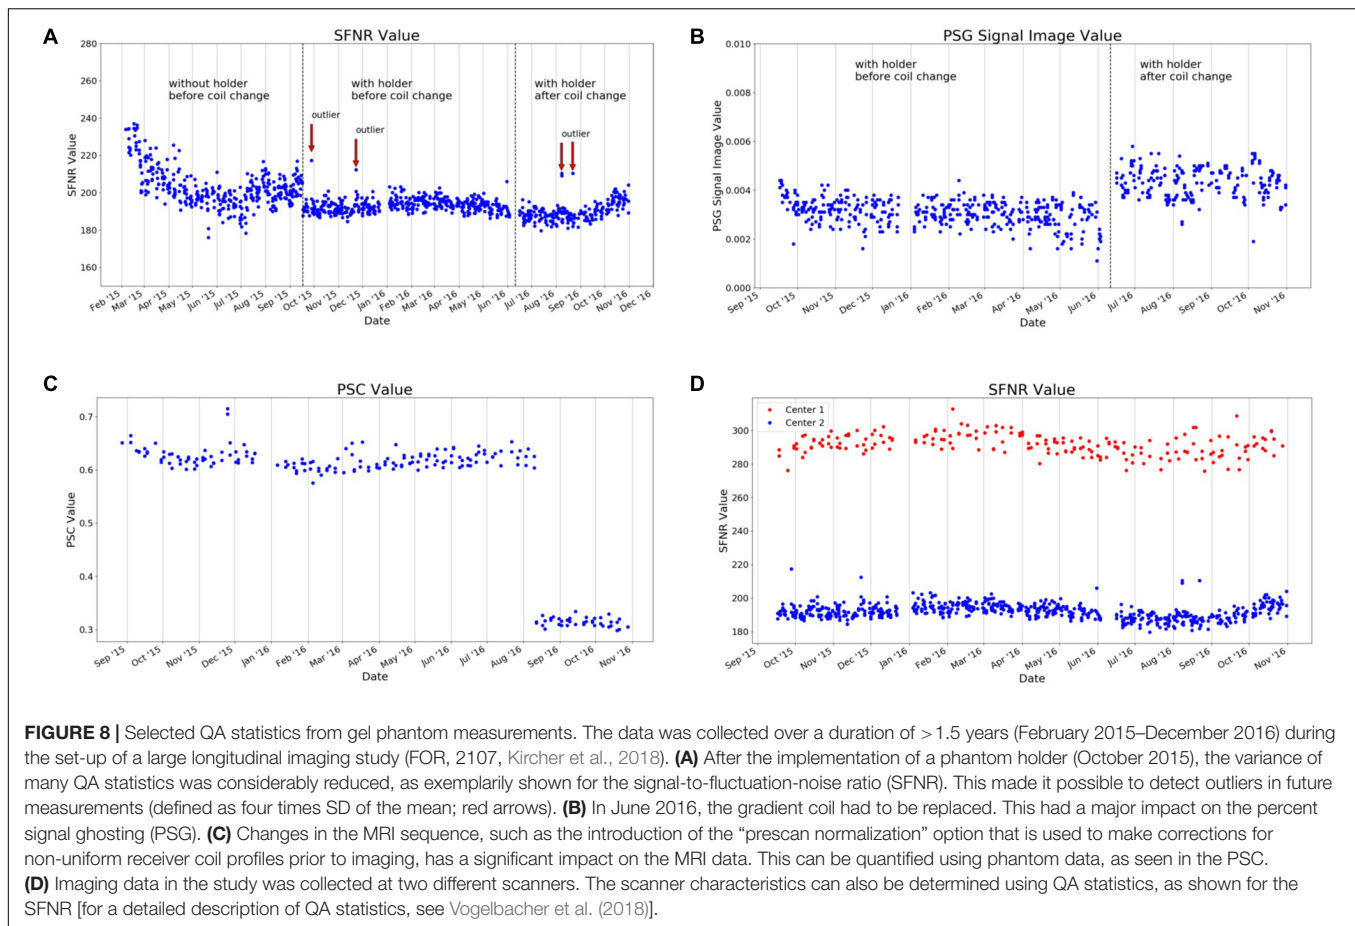 A
SFNR Value
280
260
240
220
200
180
160
SFNR Value
without holder
before coil change
with holder
before coil change
with holder
after coil change
outlier
outlier
outlier
Feb '15
Mar '15
Apr '15
May '15
Jun '15
Jul '15
Aug '15
Sep '15
Oct '15
Nov '15
Dec '15
Jan '16
Feb '16
Mar '16
Apr '16
May '16
Jun '16
Jul '16
Aug '16
Sep '16
Oct '16
Nov '16
Dec '16
Date
B
PSG Signal Image Value
0.010
0.008
0.006
0.004
0.002
0.000
PSG Signal Image Value
with holder
before coil change
with holder
after coil change
Sep '15
Oct '15
Nov '15
Dec '15
Jan '16
Feb '16
Mar '16
Apr '16
May '16
Jun '16
Jul '16
Aug '16
Sep '16
Oct '16
Nov '16
Date
C
PSC Value
0.7
0.6
0.5
0.4
0.3
PSC Value
Sep '15
Oct '15
Nov '15
Dec '15
Jan '16
Feb '16
Mar '16
Apr '16
May '16
Jun '16
Jul '16
Aug '16
Sep '16
Oct '16
Nov '16
Date
D
SFNR Value
Center 1
Center 2
300
280
260
240
220
200
180
SFNR Value
Sep '15
Oct '15
Nov '15
Dec '15
Jan '16
Feb '16
Mar '16
Apr '16
May '16
Jun '16
Jul '16
Aug '16
Sep '16
Oct '16
Nov '16
Date
FIGURE 8 | Selected QA statistics from gel phantom measurements. The data was collected over a duration of >1.5 years (February 2015–December 2016) during
the set-up of a large longitudinal imaging study (FOR, 2107, Kircher et al., 2018). (A) After the implementation of a phantom holder (October 2015), the variance of
many QA statistics was considerably reduced, as exemplarily shown for the signal-to-fluctuation-noise ratio (SFNR). This made it possible to detect outliers in future
measurements (defined as four times SD of the mean; red arrows). (B) In June 2016, the gradient coil had to be replaced. This had a major impact on the percent
signal ghosting (PSG). (C) Changes in the MRI sequence, such as the introduction of the “prescan normalization” option that is used to make corrections for
non-uniform receiver coil profiles prior to imaging, has a significant impact on the MRI data. This can be quantified using phantom data, as seen in the PSC.
(D) Imaging data in the study was collected at two different scanners. The scanner characteristics can also be determined using QA statistics, as shown for the
SFNR [for a detailed description of QA statistics, see Vogelbacher et al. (2018)].